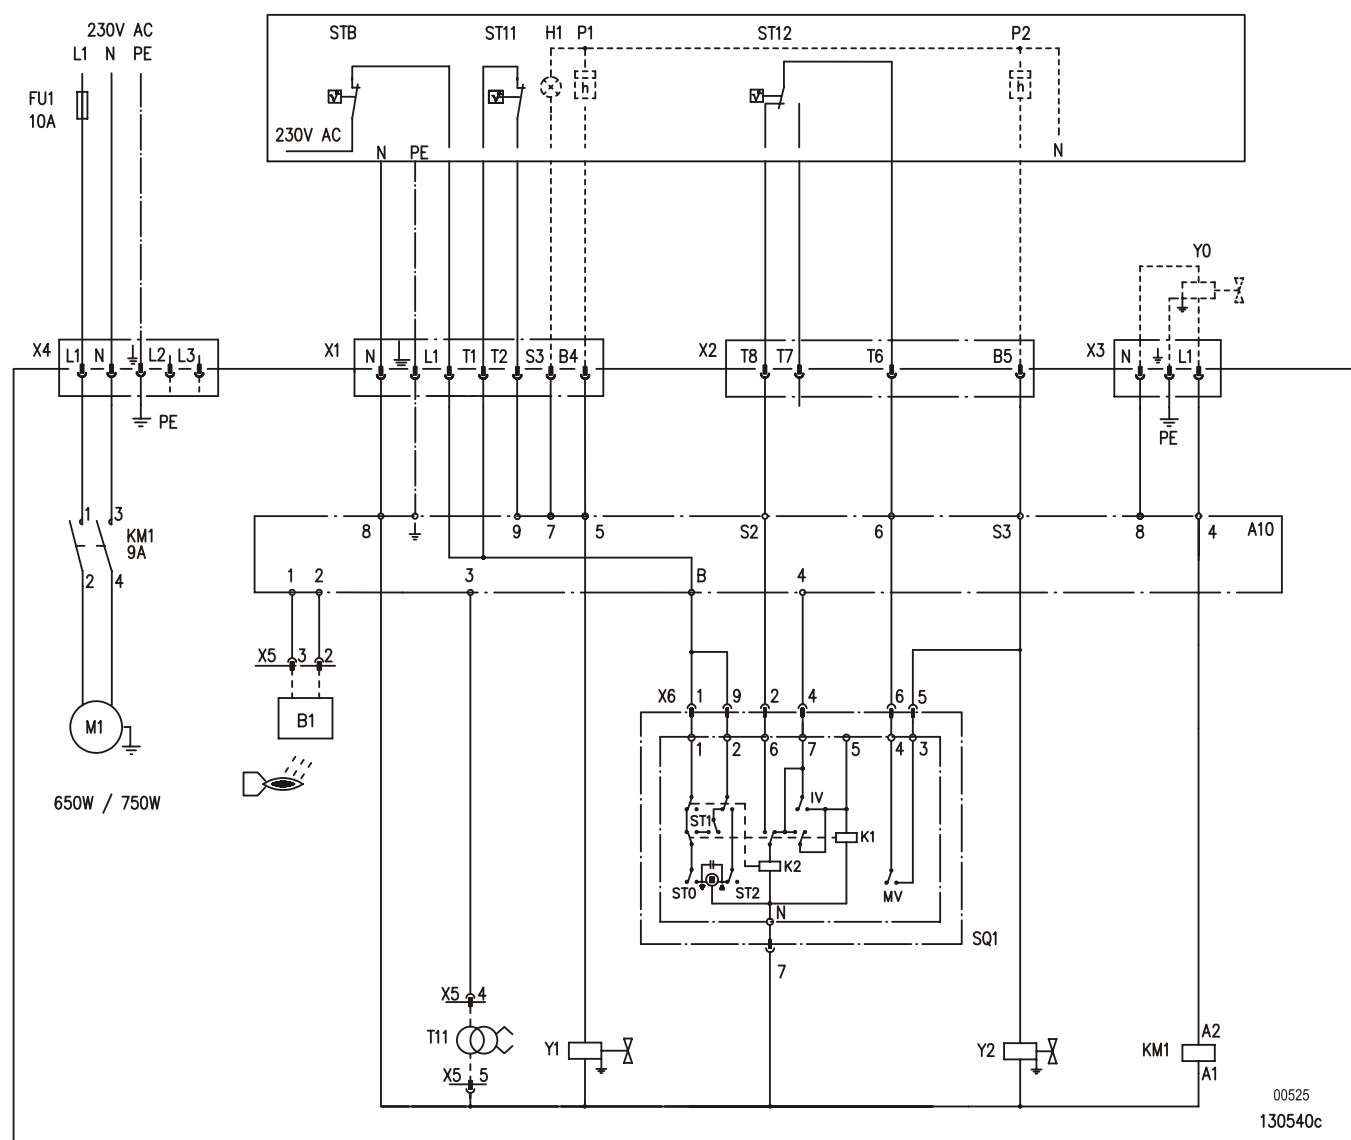 230V AC
L1 N PE
FU1
10A
STB ST11 H1 P1 ST12 P2
h h
230V AC
N PE N
Y0
X4 L1 N L2 L3
X1 N L1 T1 T2 S3 B4
X2 T8 T7 T6 B5
X3 N L1
PE
PE
1 3
KM1
9A
2 4
8 9 7 5 S2 6 S3 8 4 A10
1 2 3 B 4
X5 3 2
B1
M1
650W / 750W
X6 1 9 2 4 6 5
1 2 6 7 5 4 3
IV
ST1
K1
K2
ST0 ST2 MV
N
SQ1
7
X5 4
T11
X5 5
Y1
Y2
A2
KM1
A1
00525
130540c